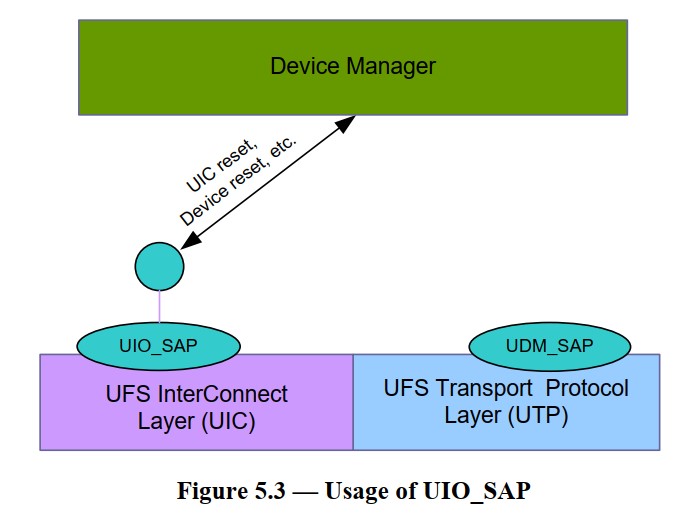 Device Manager
UIC reset,
Device reset, etc.
UIO_SAP
UDM_SAP
UFS InterConnect
Layer (UIC)
UFS Transport Protocol
Layer (UTP)
Figure 5.3 — Usage of UIO_SAP